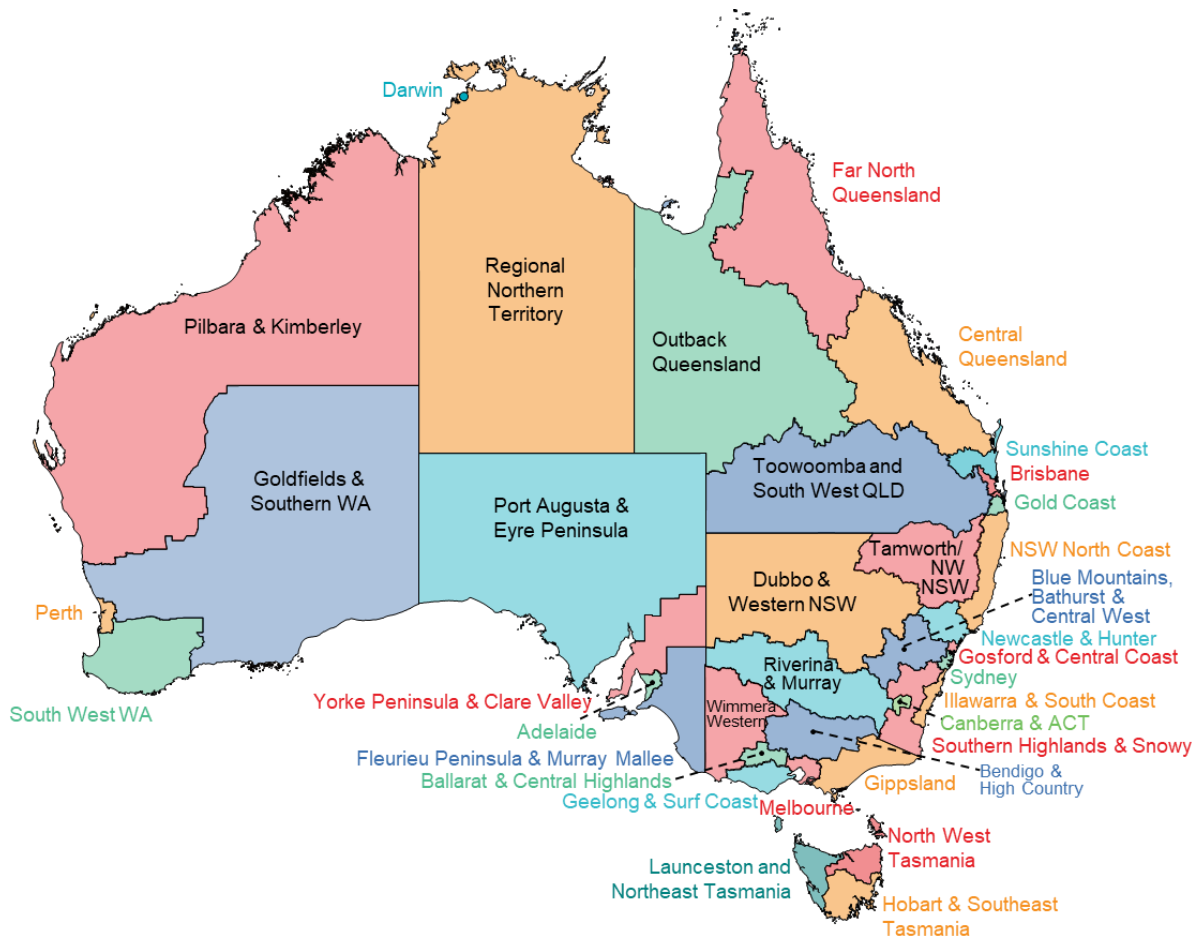 Darwin
Far North
Queensland
Regional
Northern
Territory
Pilbara & Kimberley
Outback
Queensland
Central
Queensland
Sunshine Coast
Brisbane
Gold Coast
Toowoomba and
South West QLD
Goldfields &
Southern WA
Port Augusta &
Eyre Peninsula
NSW North Coast
Tamworth/
NW
NSW
Dubbo &
Western NSW
Blue Mountains,
Bathurst &
Central West
Perth
Newcastle & Hunter
Gosford & Central Coast
Sydney
Riverina
& Murray
Yorke Peninsula & Clare Valley
Illawarra & South Coast
South West WA
Wimmera
Western
Canberra & ACT
Adelaide
Southern Highlands & Snowy
Fleurieu Peninsula & Murray Mallee
Bendigo &
High Country
Ballarat & Central Highlands
Gippsland
Geelong & Surf Coast
Melbourne
North West
Tasmania
Launceston and
Northeast Tasmania
Hobart & Southeast
Tasmania